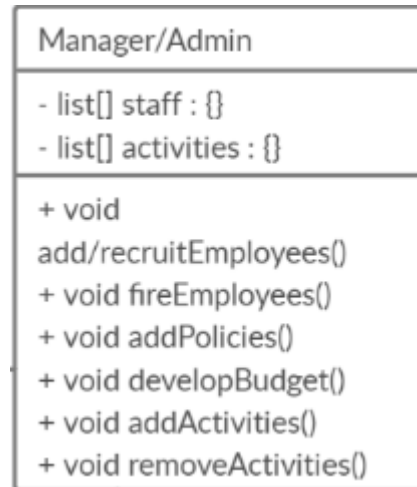 Manager/Admin
- list[] staff : {}
- list[] activities : {}
+ void
add/recruitEmployees()
+ void fireEmployees()
+ void addPolicies()
+ void developBudget()
+ void addActivities()
+ void removeActivities()